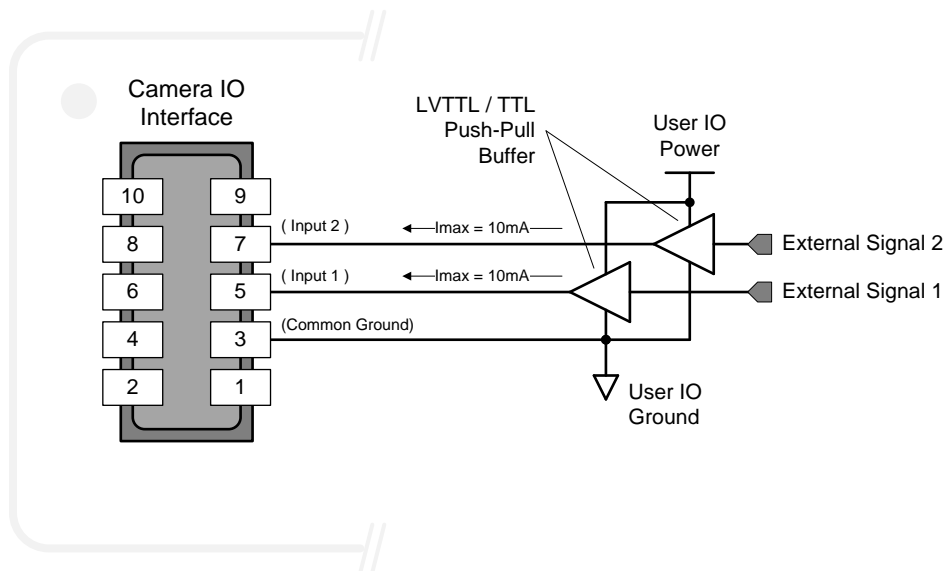 Camera IO
Interface
LVTTL / TTL
Push-Pull
Buffer
User IO
Power
10
9
( Input 2 )
Imax = 10mA
8
7
External Signal 2
( Input 1 )
Imax = 10mA
6
5
External Signal 1
(Common Ground)
4
3
2
1
User IO
Ground